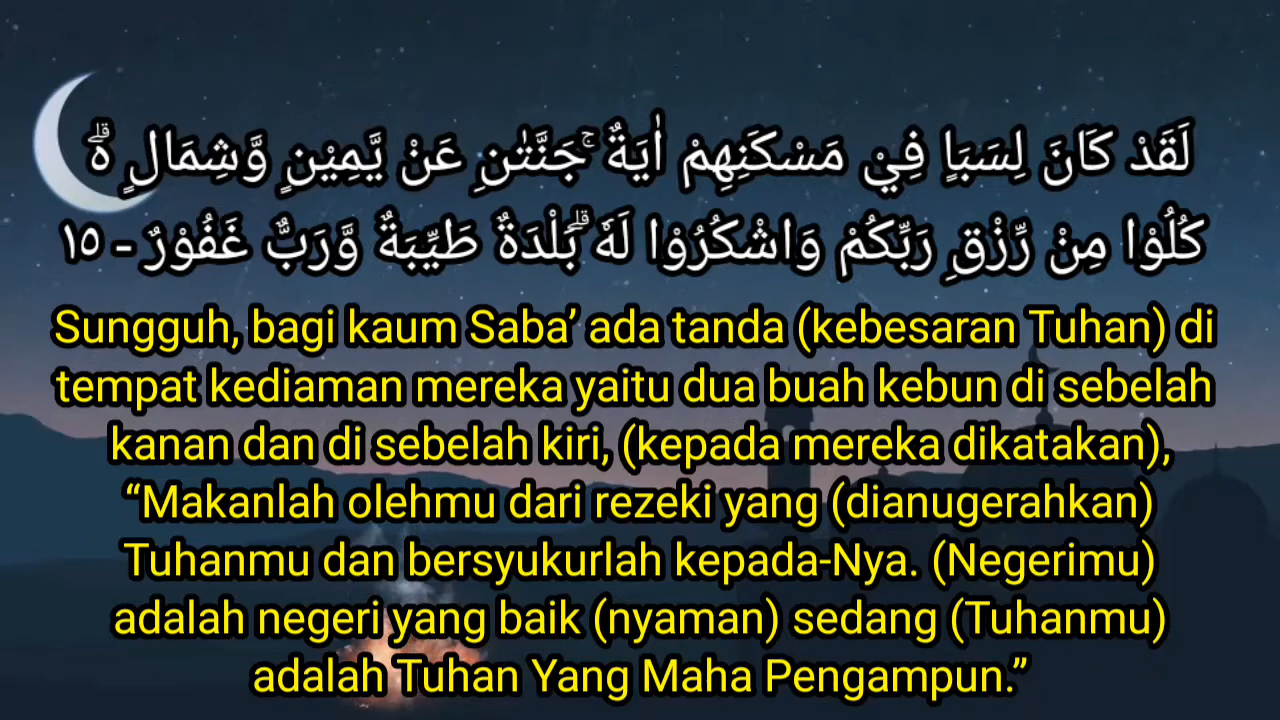 لَقَدْ كَانَ لِسَبَاٍ فِيْ مَسْكَنِهِمْ اٰيَةٌ ۚجَنَّتٰنِ عَنْ يَّمِيْنٍ وَّشِمَالٍ ەۗ
كُلُوْا مِنْ رِّزْقِ رَبِّكُمْ وَاشْكُرُوْا لَهٗ ۗبَلْدَةٌ طَيِّبَةٌ وَّرَبٌّ غَفُوْرٌ - ١٥
Sungguh, bagi kaum Saba’ ada tanda (kebesaran Tuhan) di
tempat kediaman mereka yaitu dua buah kebun di sebelah
kanan dan di sebelah kiri, (kepada mereka dikatakan),
“Makanlah olehmu dari rezeki yang (dianugerahkan)
Tuhanmu dan bersyukurlah kepada-Nya. (Negerimu)
adalah negeri yang baik (nyaman) sedang (Tuhanmu)
adalah Tuhan Yang Maha Pengampun.”